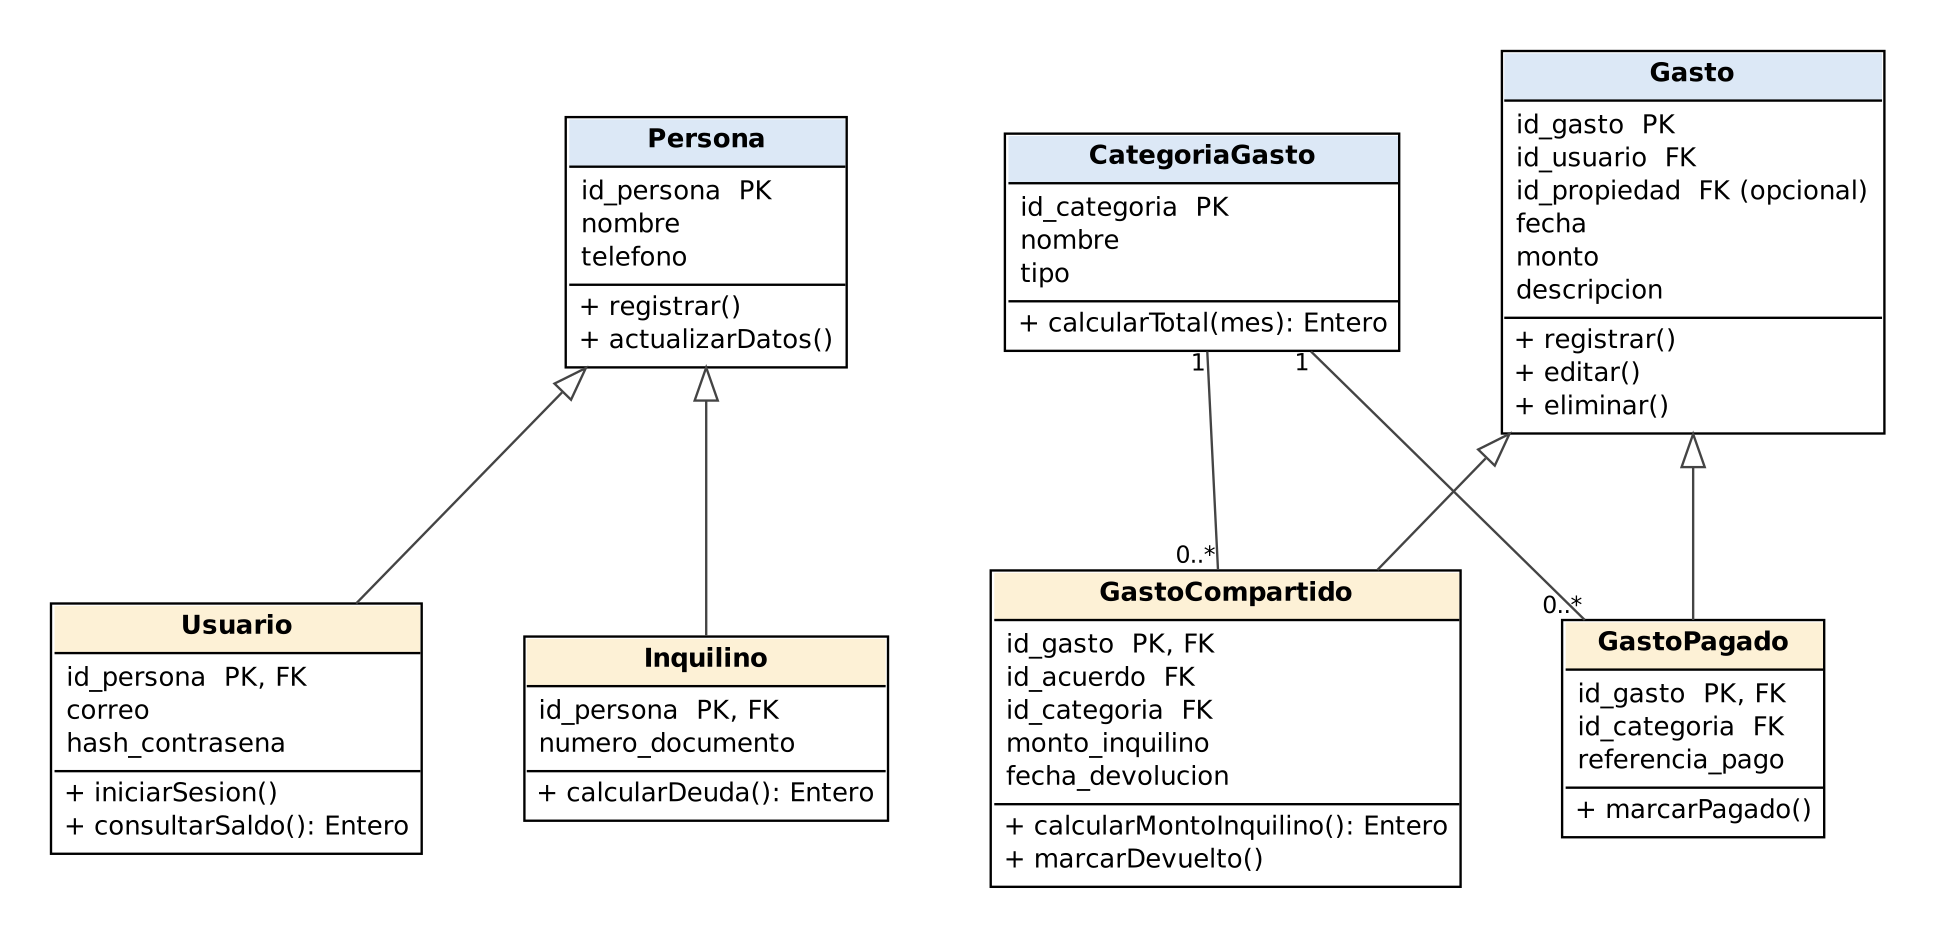 Persona
id_persona  PK
nombre
telefono
+ registrar()
+ actualizarDatos()
CategoriaGasto
id_categoria  PK
nombre
tipo
+ calcularTotal(mes): Entero
Gasto
id_gasto  PK
id_usuario  FK
id_propiedad  FK (opcional)
fecha
monto
descripcion
+ registrar()
+ editar()
+ eliminar()
1
1
0..*
0..*
Usuario
id_persona  PK, FK
correo
hash_contrasena
+ iniciarSesion()
+ consultarSaldo(): Entero
Inquilino
id_persona  PK, FK
numero_documento
+ calcularDeuda(): Entero
GastoCompartido
id_gasto  PK, FK
id_acuerdo  FK
id_categoria  FK
monto_inquilino
fecha_devolucion
+ calcularMontoInquilino(): Entero
+ marcarDevuelto()
GastoPagado
id_gasto  PK, FK
id_categoria  FK
referencia_pago
+ marcarPagado()